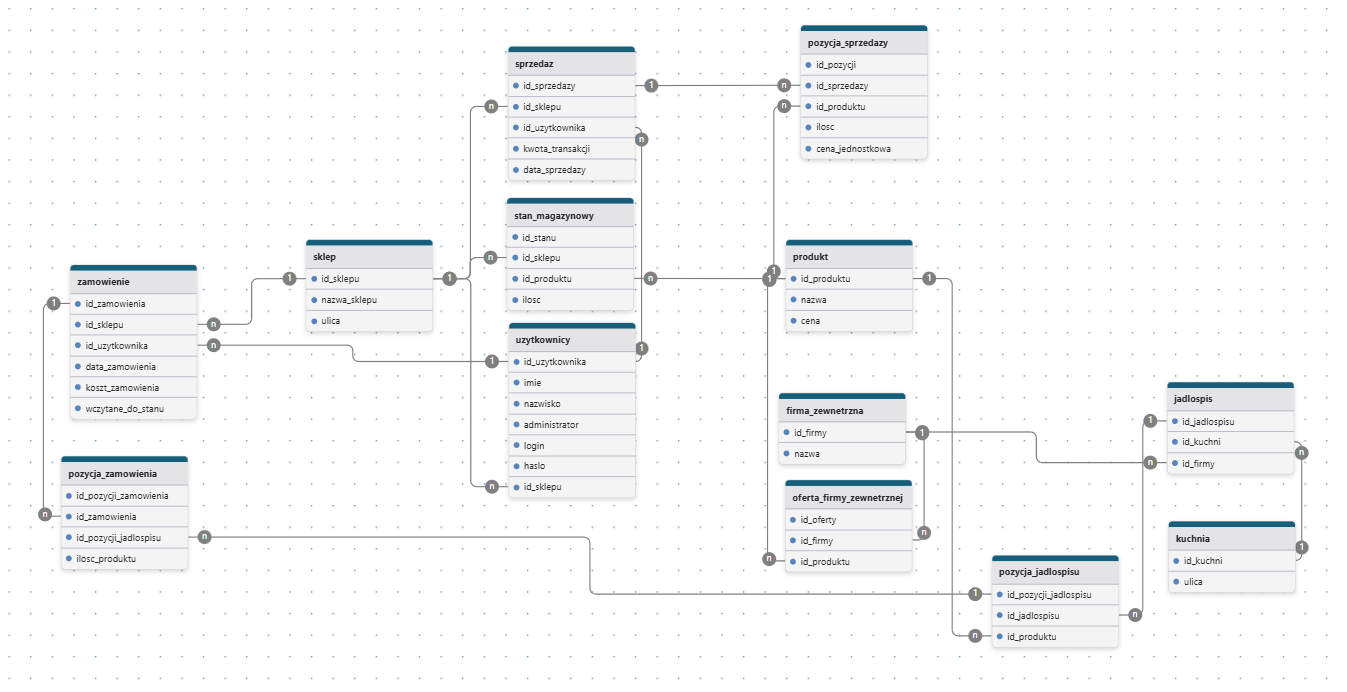 sprzedaz
id_sprzedazy
id_sklepu
id_uzytkownika
kwota_transakcji
data_sprzedazy
1
n
n
n
pozycja_sprzedazy
id_pozycji
id_sprzedazy
id_produktu
ilosc
cena_jednostkowa
n
stan_magazynowy
id_stanu
id_sklepu
id_produktu
ilosc
n
n
sklep
id_sklepu
nazwa_sklepu
ulica
1
1
produkt
id_produktu
nazwa
cena
1
1
1
zamowienie
id_zamowienia
id_sklepu
id_uzytkownika
data_zamowienia
koszt_zamowienia
wczytane_do_stanu
1
n
n
uzytkownicy
id_uzytkownika
imie
nazwisko
administrator
login
haslo
id_sklepu
1
1
n
firma_zewnetrzna
id_firmy
nazwa
1
jadlospis
id_jadlospisu
id_kuchni
id_firmy
1
n
n
pozycja_zamowienia
id_pozycji_zamowienia
id_zamowienia
id_pozycji_jadlospisu
ilosc_produktu
n
n
oferta_firmy_zewnetrznej
id_oferty
id_firmy
id_produktu
n
n
kuchnia
id_kuchni
ulica
1
pozycja_jadlospisu
id_pozycji_jadlospisu
id_jadlospisu
id_produktu
1
n
n